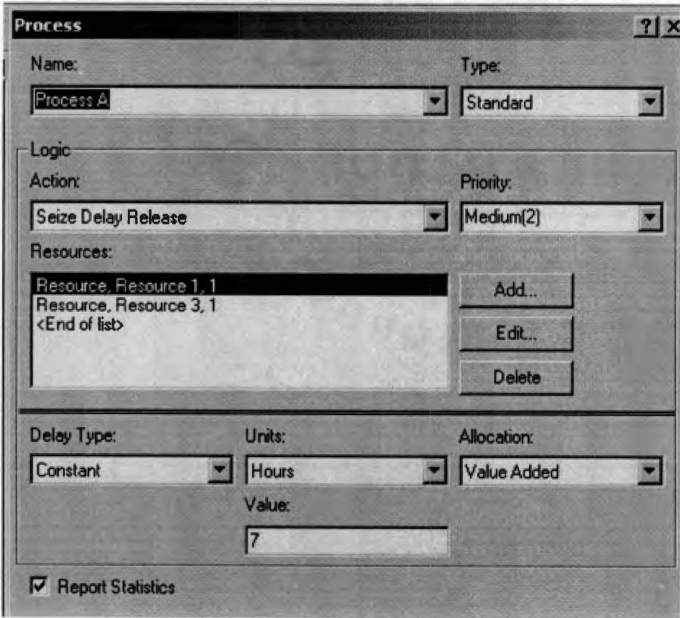 Process
Name:
Type:
Process A
Standard
Logic
Action:
Priority:
Seize Delay Release
Medium(2)
Resources:
Resource, Resource 1, 1
Resource, Resource 3, 1
<End of list>
Add...
Edit...
Delete
Delay Type:
Units:
Allocation:
Constant
Hours
Value Added
Value:
7
Report Statistics